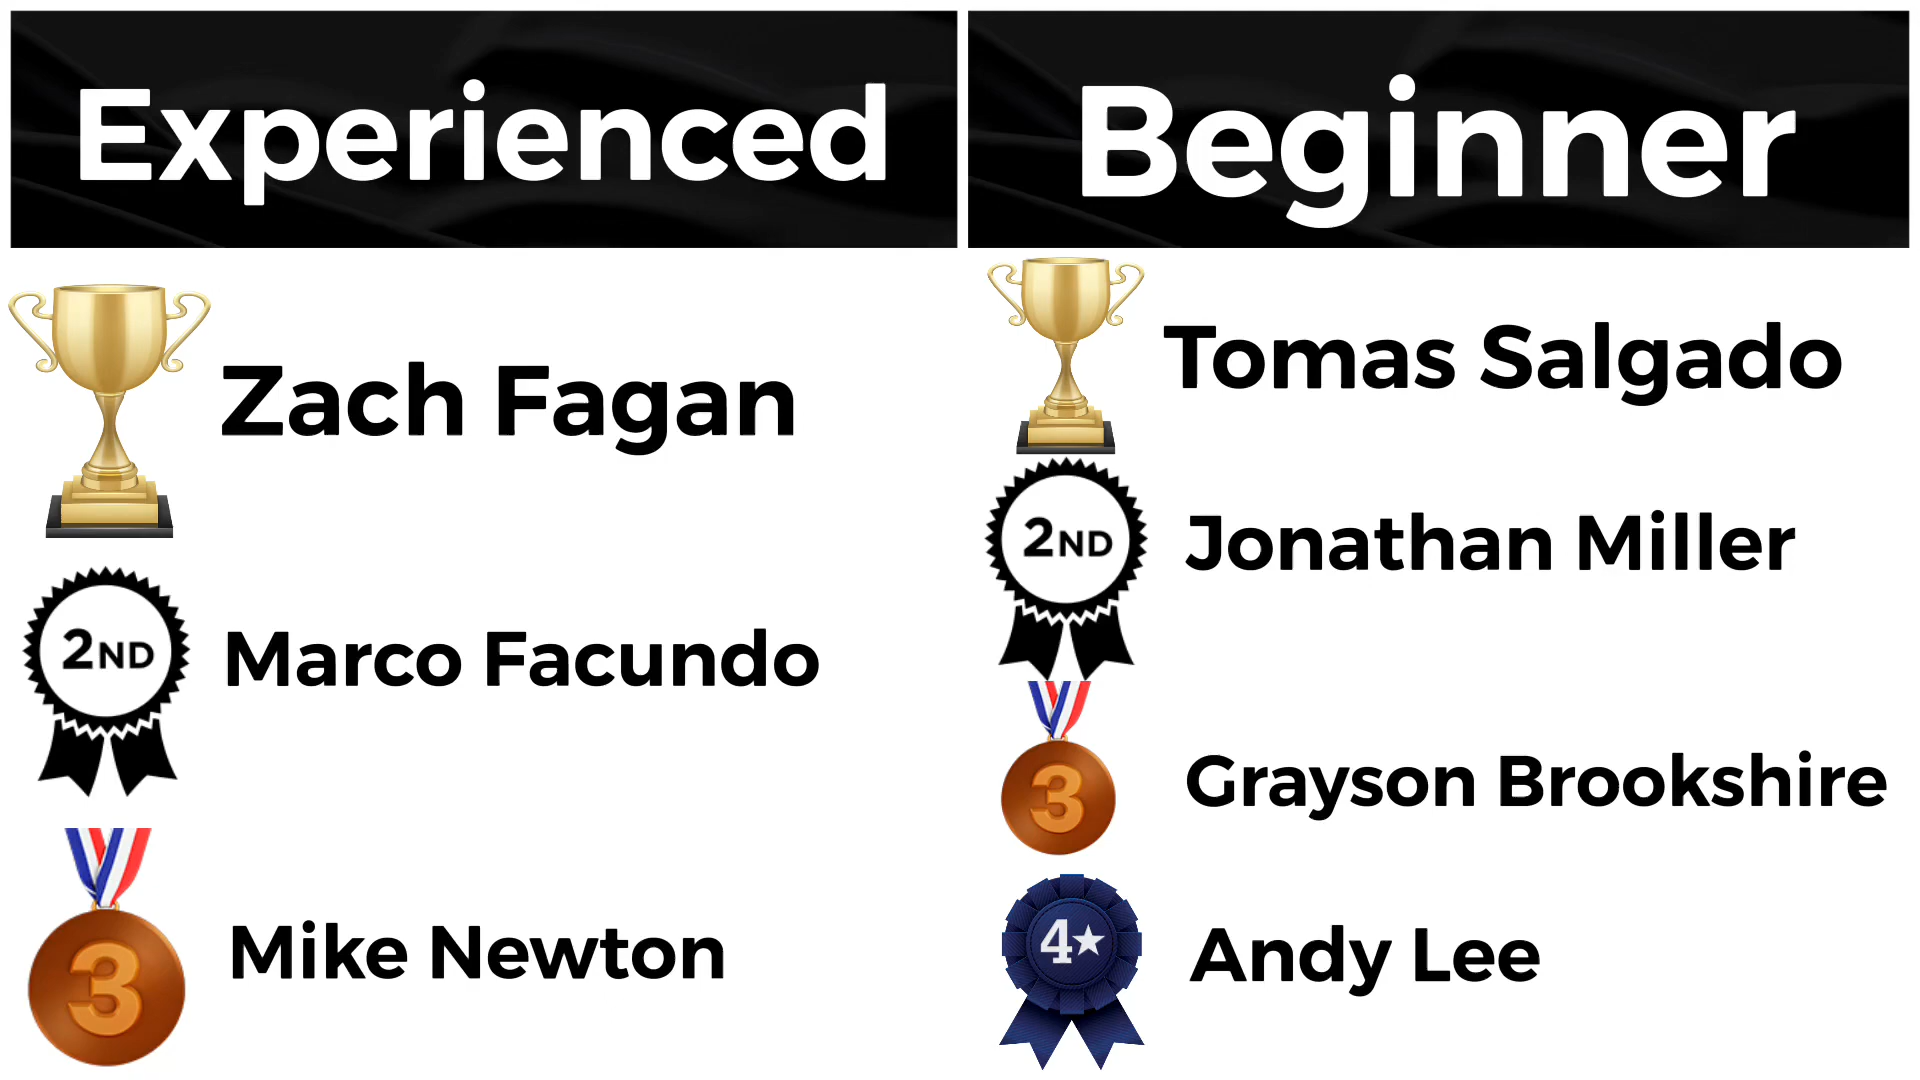 Experienced
Zach Fagan
2ND
Marco Facundo
3
Mike Newton
Beginner
Tomas Salgado
2ND
Jonathan Miller
3
Grayson Brookshire
4★
Andy Lee